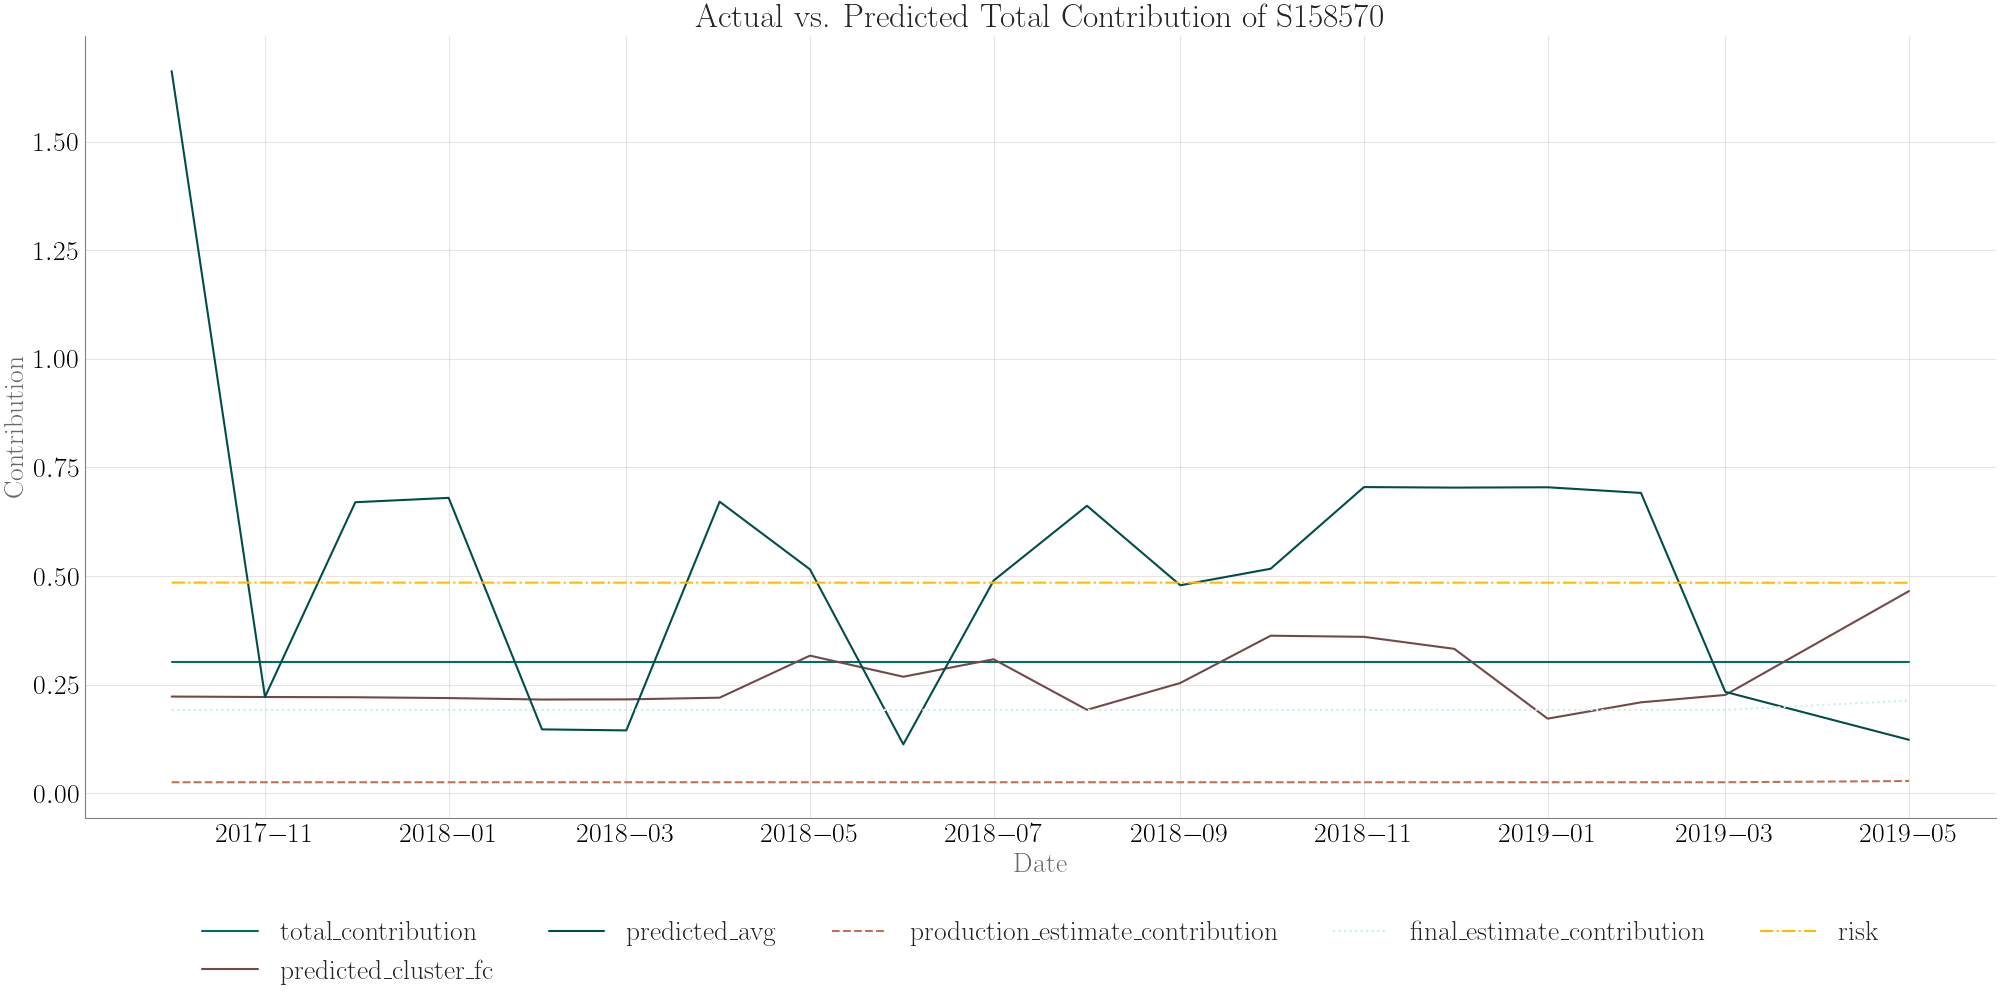 Actual vs. Predicted Total Contribution of S158570
Contribution
1.50
1.25
1.00
0.75
0.50
0.25
0.00
2017−11 2018−01 2018−03 2018−05 2018−07 2018−09 2018−11 2019−01 2019−03 2019−05
Date
total_contribution predicted_avg production_estimate_contribution final_estimate_contribution risk
predicted_cluster_fc